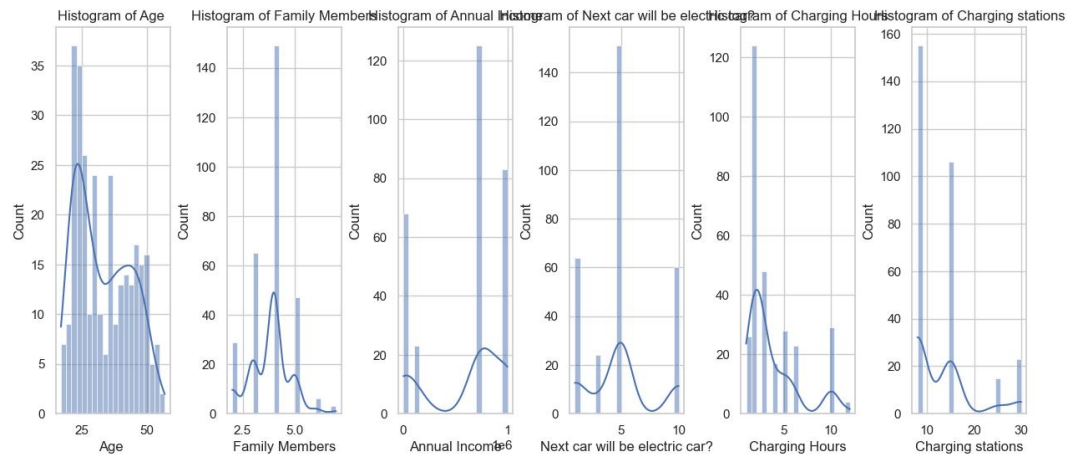 Histogram of Age
Histogram of Family Members
Histogram of Annual Income
Histogram of Next car will be electric car?
Histogram of Charging Hours
Histogram of Charging stations
Count
35
30
25
20
15
10
5
0
25 50
Age
Count
140
120
100
80
60
40
20
0
2.5 5.0
Family Members
Count
120
100
80
60
40
20
0
0 1
1e6
Annual Income
Count
140
120
100
80
60
40
20
0
5 10
Next car will be electric car?
Count
120
100
80
60
40
20
0
5 10
Charging Hours
Count
160
140
120
100
80
60
40
20
0
10 20 30
Charging stations